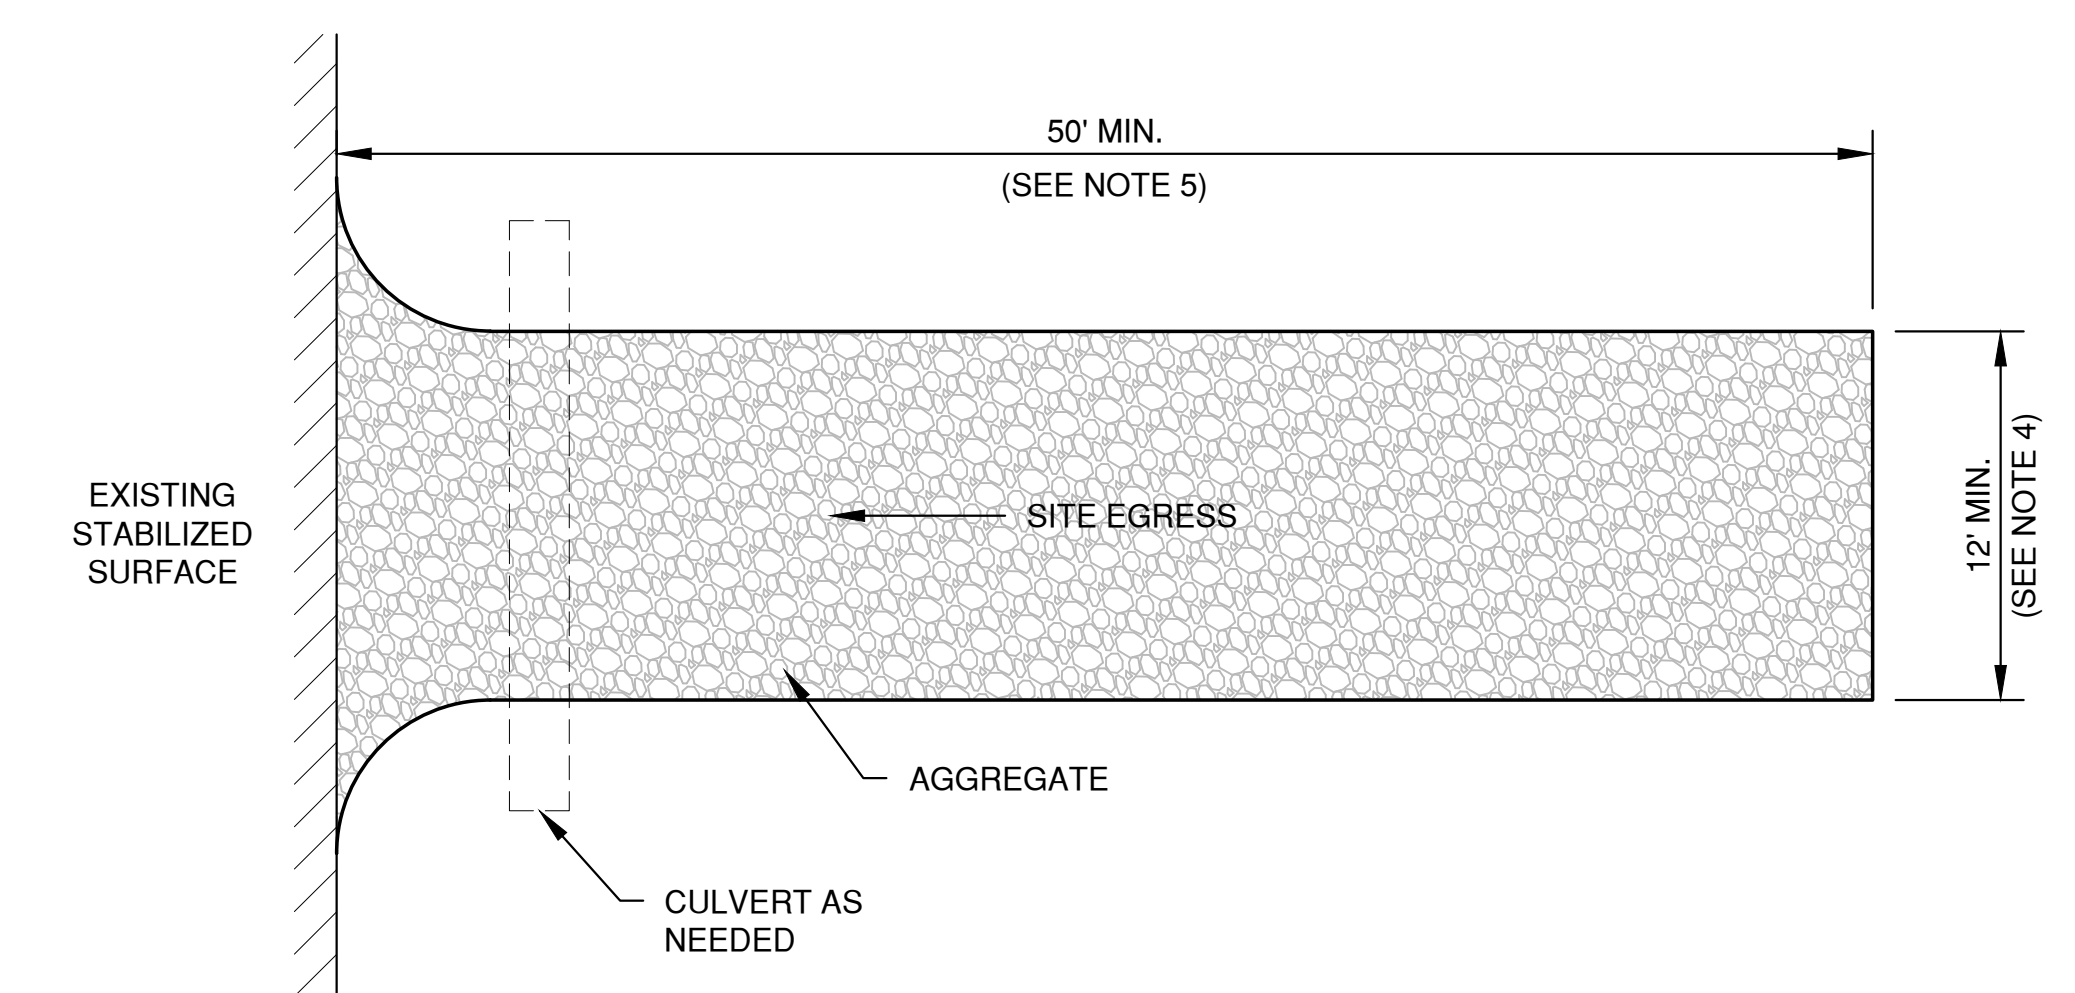 50' MIN.
(SEE NOTE 5)
EXISTING
STABILIZED
SURFACE
SITE EGRESS
12' MIN.
(SEE NOTE 4)
AGGREGATE
CULVERT AS
NEEDED